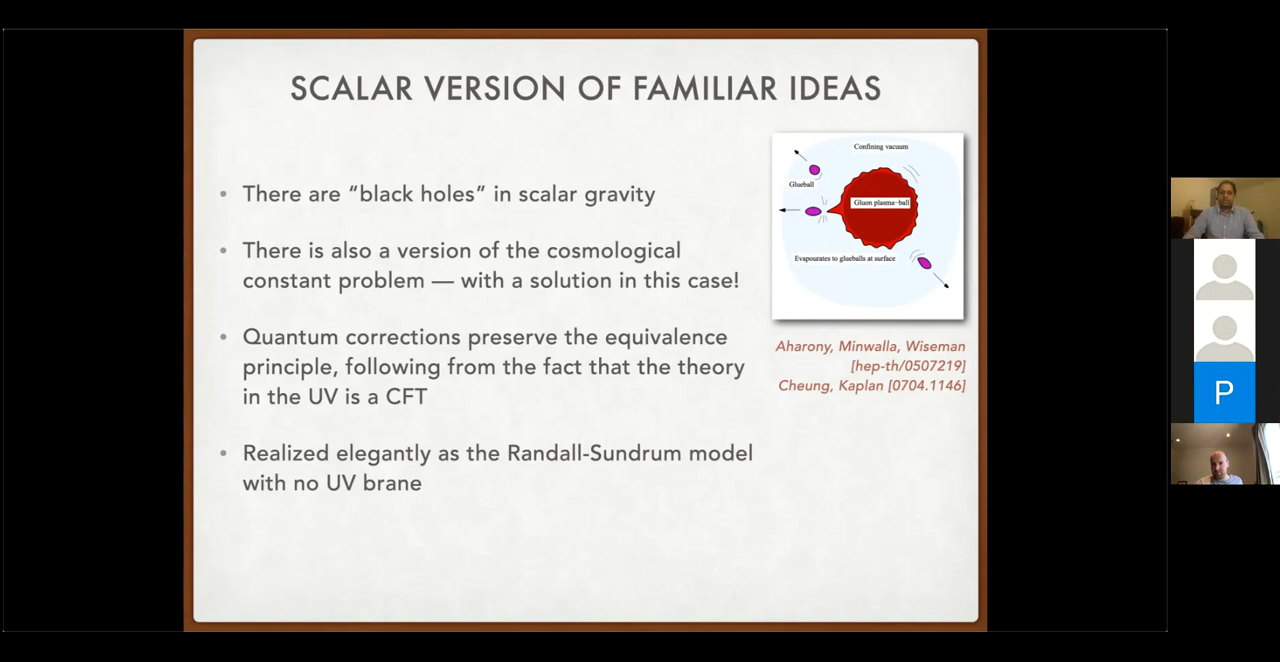 SCALAR VERSION OF FAMILIAR IDEAS
• There are “black holes” in scalar gravity
• There is also a version of the cosmological
constant problem — with a solution in this case!
• Quantum corrections preserve the equivalence
principle, following from the fact that the theory
in the UV is a CFT
• Realized elegantly as the Randall-Sundrum model
with no UV brane
Confining vacuum
Glueball
Gluon plasma-ball
Evapourates to glueballs at surface
Aharony, Minwalla, Wiseman
[hep-th/0507219]
Cheung, Kaplan [0704.1146]
P